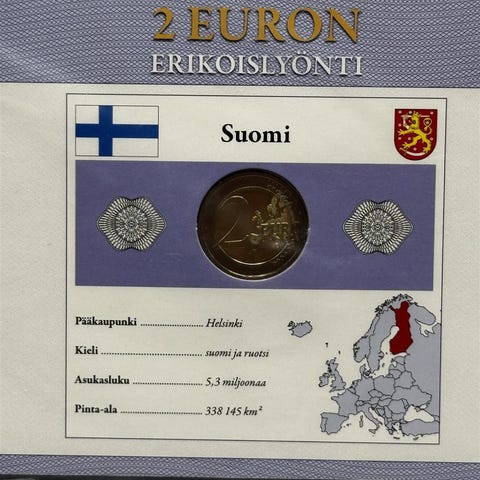 2 EURON
ERIKOISLYÖNTI
Suomi
2 EURO
Pääkaupunki .................... Helsinki
Kieli .................................... suomi ja ruotsi
Asukasluku ....................... 5,3 miljoonaa
Pinta-ala ............................ 338 145 km²